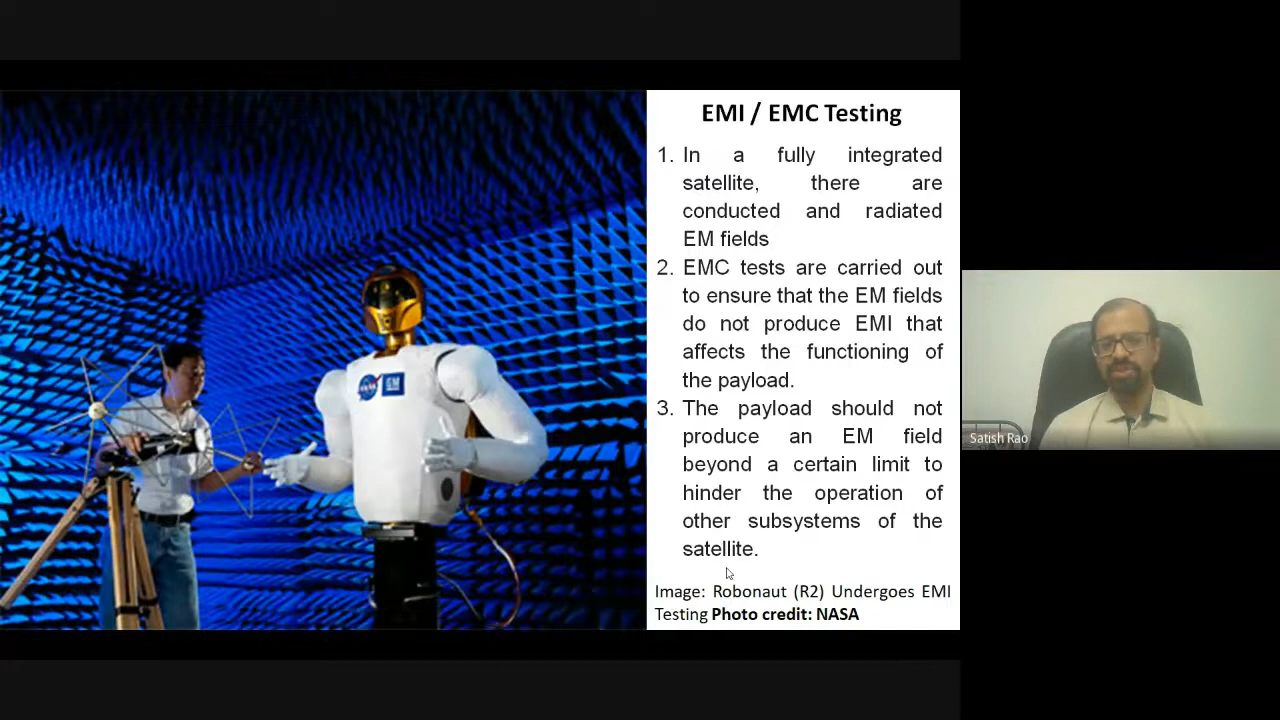 EMI / EMC Testing
1. In a fully integrated
satellite, there are
conducted and radiated
EM fields
2. EMC tests are carried out
to ensure that the EM fields
do not produce EMI that
affects the functioning of
the payload.
3. The payload should not
produce an EM field
beyond a certain limit to
hinder the operation of
other subsystems of the
satellite.
Image: Robonaut (R2) Undergoes EMI
Testing Photo credit: NASA
NASA
GM
Satish Rao